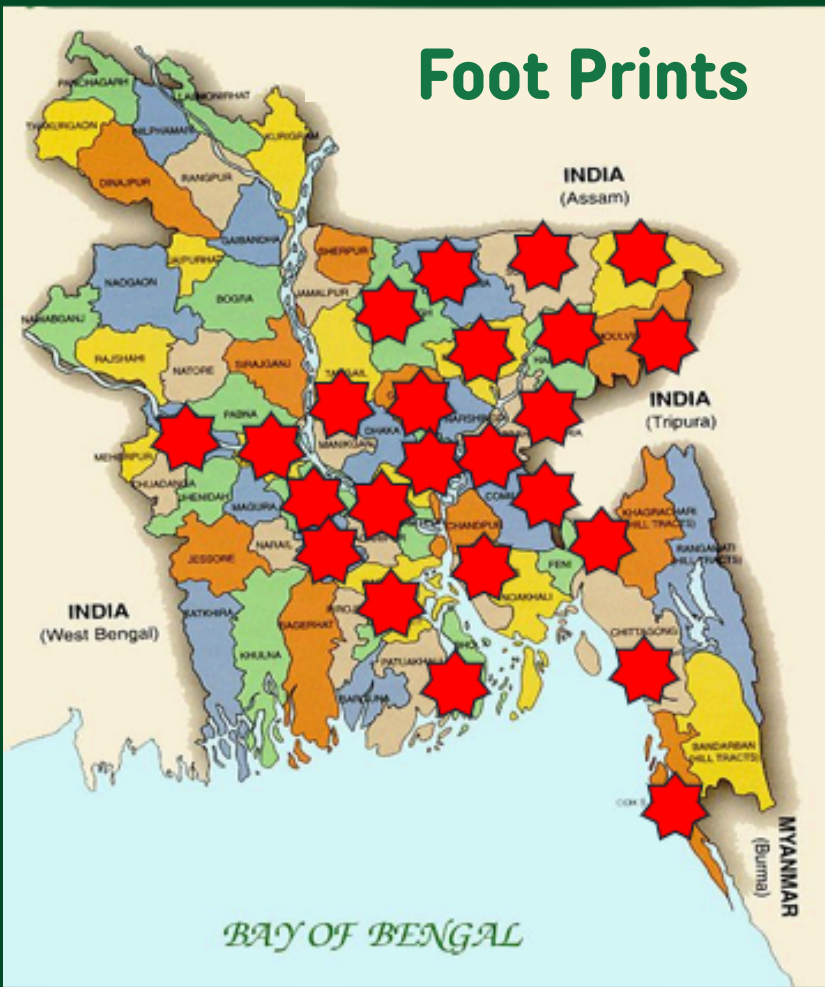 Foot Prints
PANCHAGARH
LALMONIRHAT
THAKURGAON
NILPHAMARI
KURIGRAM
DINAJPUR
RANGPUR
INDIA
(Assam)
GAIBANDHA
SHERPUR
JAIPURHAT
NAOGAON
JAMALPUR
BOGRA
NAWABGANJ
RAJSHAHI
NATORE
SIRAJGANJ
INDIA
(Tripura)
PABNA
DHAKA
MANIKGANJ
MEHERPUR
CHUADANGA
JHENIDAH
MAGURA
CHANDPUR
KHAGRACHARI
(HILL TRACTS)
RANGAMATI
(HILL TRACTS)
NARAIL
JESSORE
FENI
NOAKHALI
INDIA
(West Bengal)
SATKHIRA
BAGERHAT
CHITTAGONG
KHULNA
BARGUNA
BANDARBAN
(HILL TRACTS)
MYANMAR
(Burma)
BAY OF BENGAL